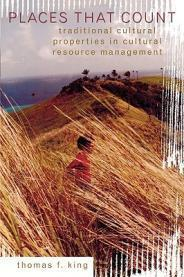 PLACES THAT COUNT
traditional cultural
properties in cultural
resource management
thomas f. king